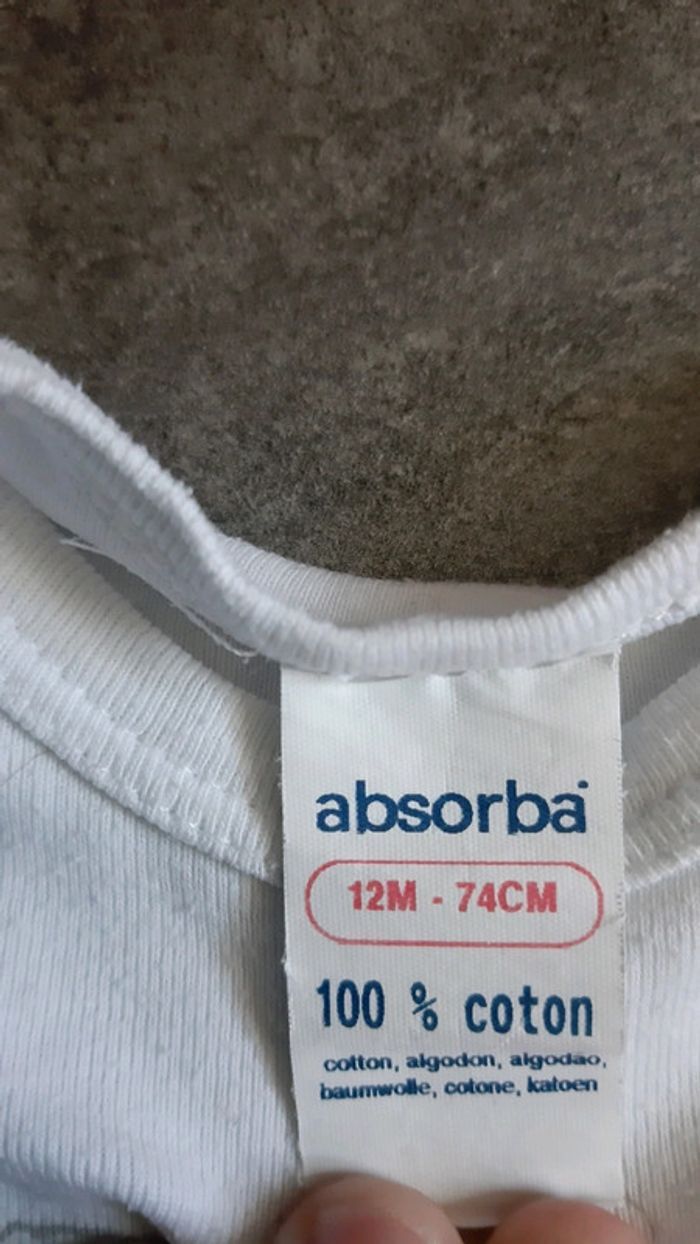 absorba
12M - 74CM
100 % coton
cotton, algodon, algodao,
baumwolle, cotone, katoen